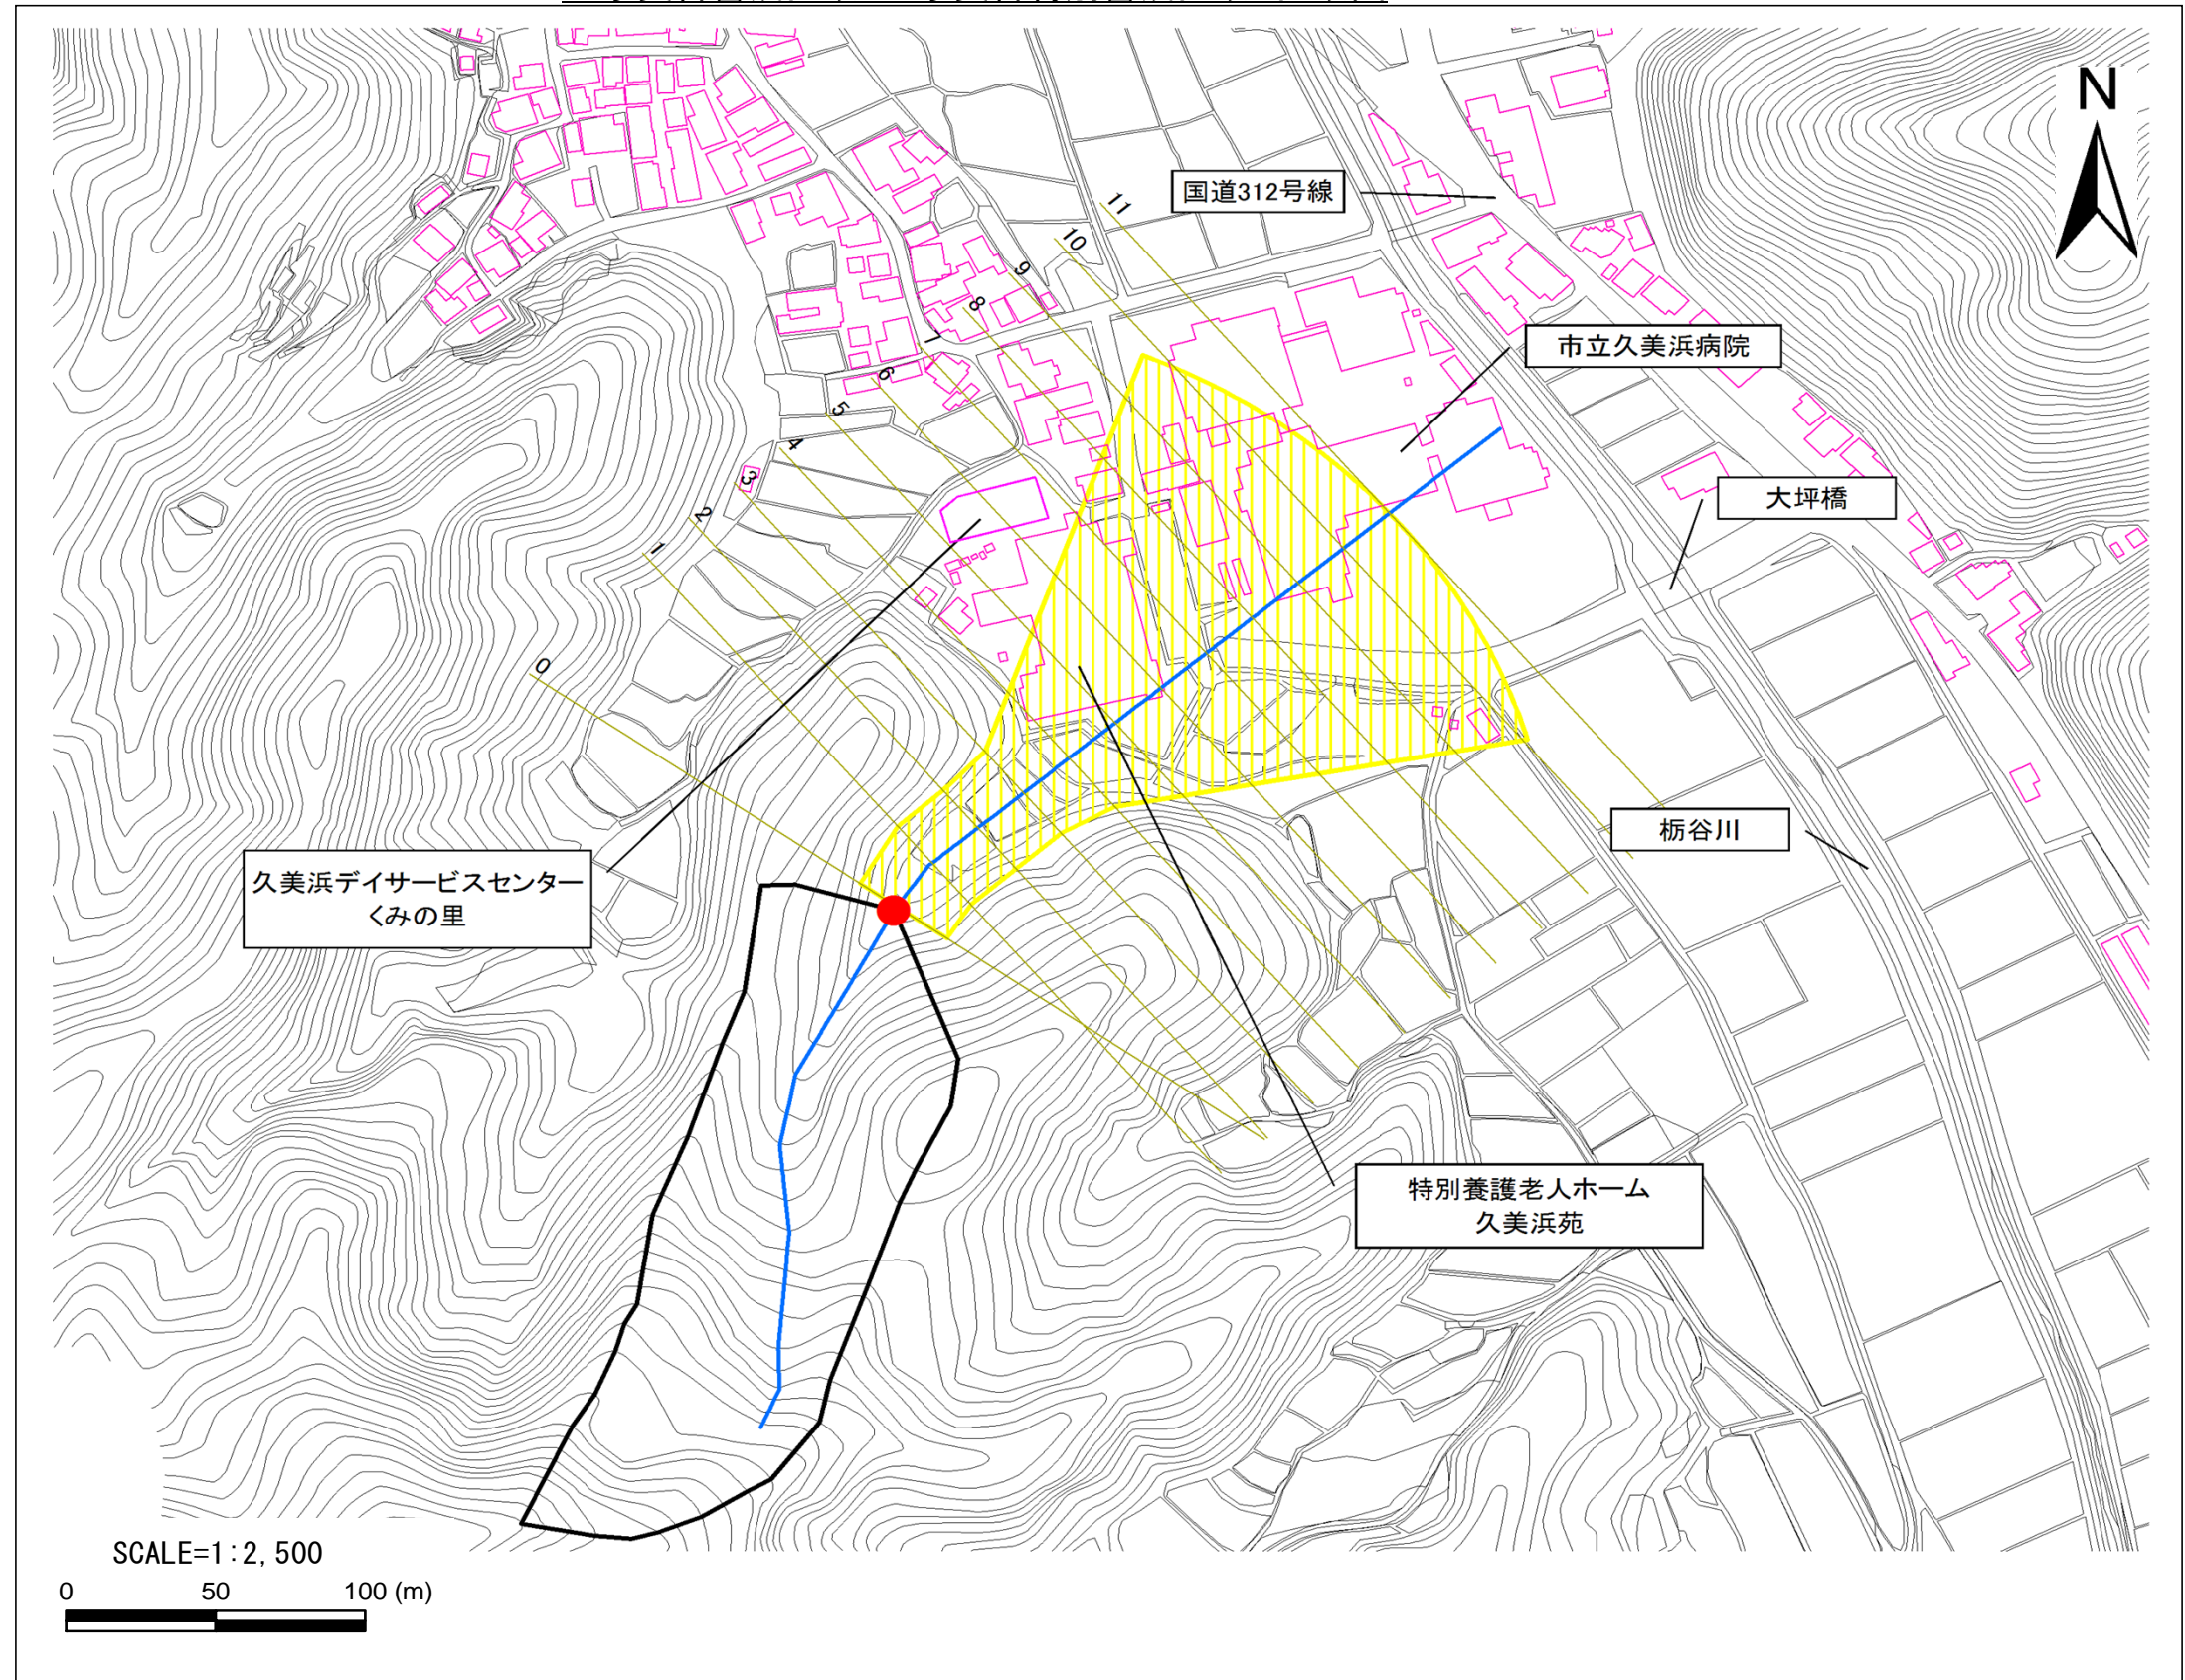 N
国道312号線
11
10
9
8
7
6
5
4
3
2
1
0
市立久美浜病院
大坪橋
栃谷川
久美浜デイサービスセンター
くみの里
特別養護老人ホーム
久美浜苑
SCALE=1:2,500
0 50 100 (m)